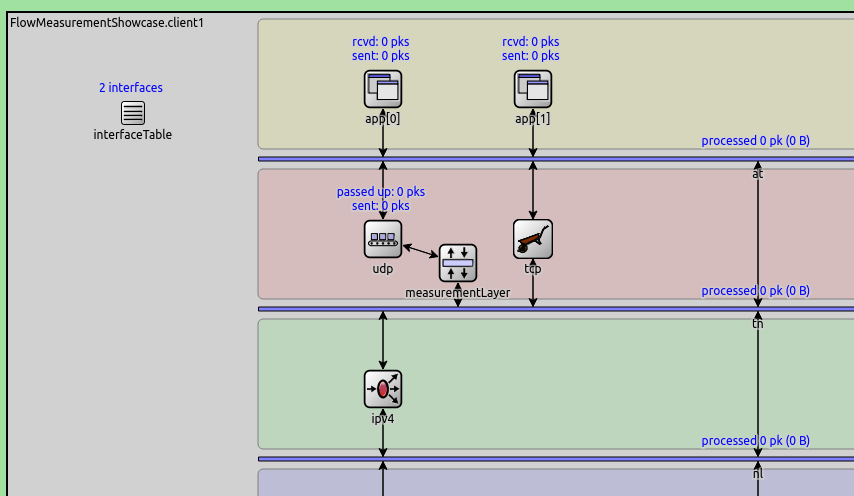 FlowMeasurementShowcase.client1
2 interfaces
interfaceTable
rcvd: 0 pks
sent: 0 pks
app[0]
rcvd: 0 pks
sent: 0 pks
app[1]
processed 0 pk (0 B)
at
passed up: 0 pks
sent: 0 pks
udp
measurementLayer
tcp
processed 0 pk (0 B)
tn
ipv4
processed 0 pk (0 B)
nl